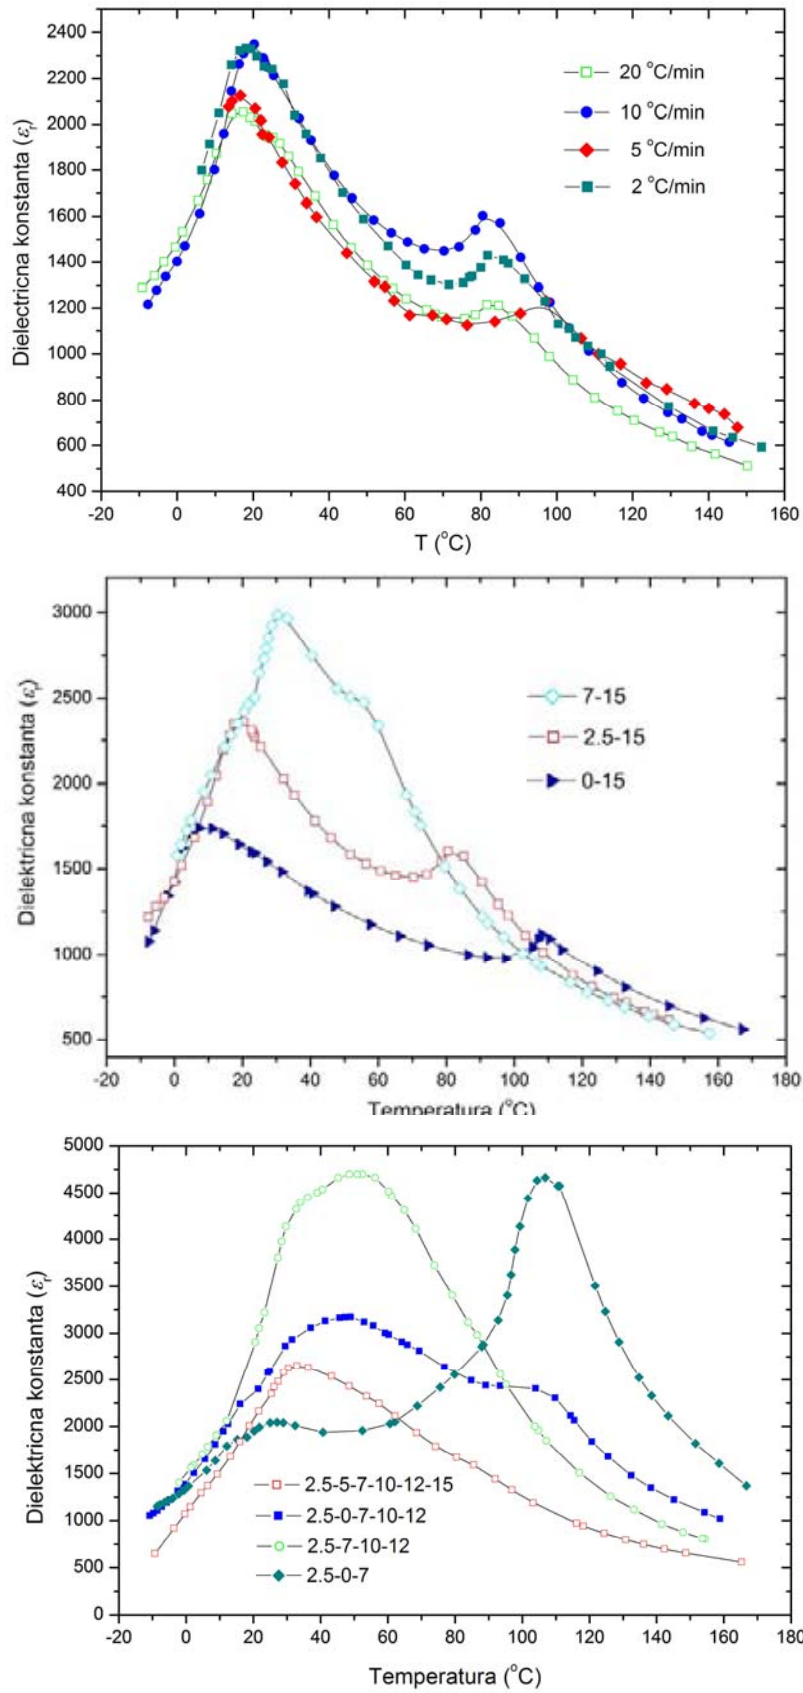 2400
2200
2000
1800
1600
1400
1200
1000
800
600
400
Dielectricna konstanta (εr)
20 °C/min
10 °C/min
5 °C/min
2 °C/min
-20 0 20 40 60 80 100 120 140 160
T (°C)
3000
2500
2000
1500
1000
500
Dielektricna konstanta (εr)
7-15
2.5-15
0-15
-20 0 20 40 60 80 100 120 140 160 180
Temperatura (°C)
5000
4500
4000
3500
3000
2500
2000
1500
1000
500
0
Dielektricna konstanta (εr)
2.5-5-7-10-12-15
2.5-0-7-10-12
2.5-7-10-12
2.5-0-7
-20 0 20 40 60 80 100 120 140 160 180
Temperatura (°C)